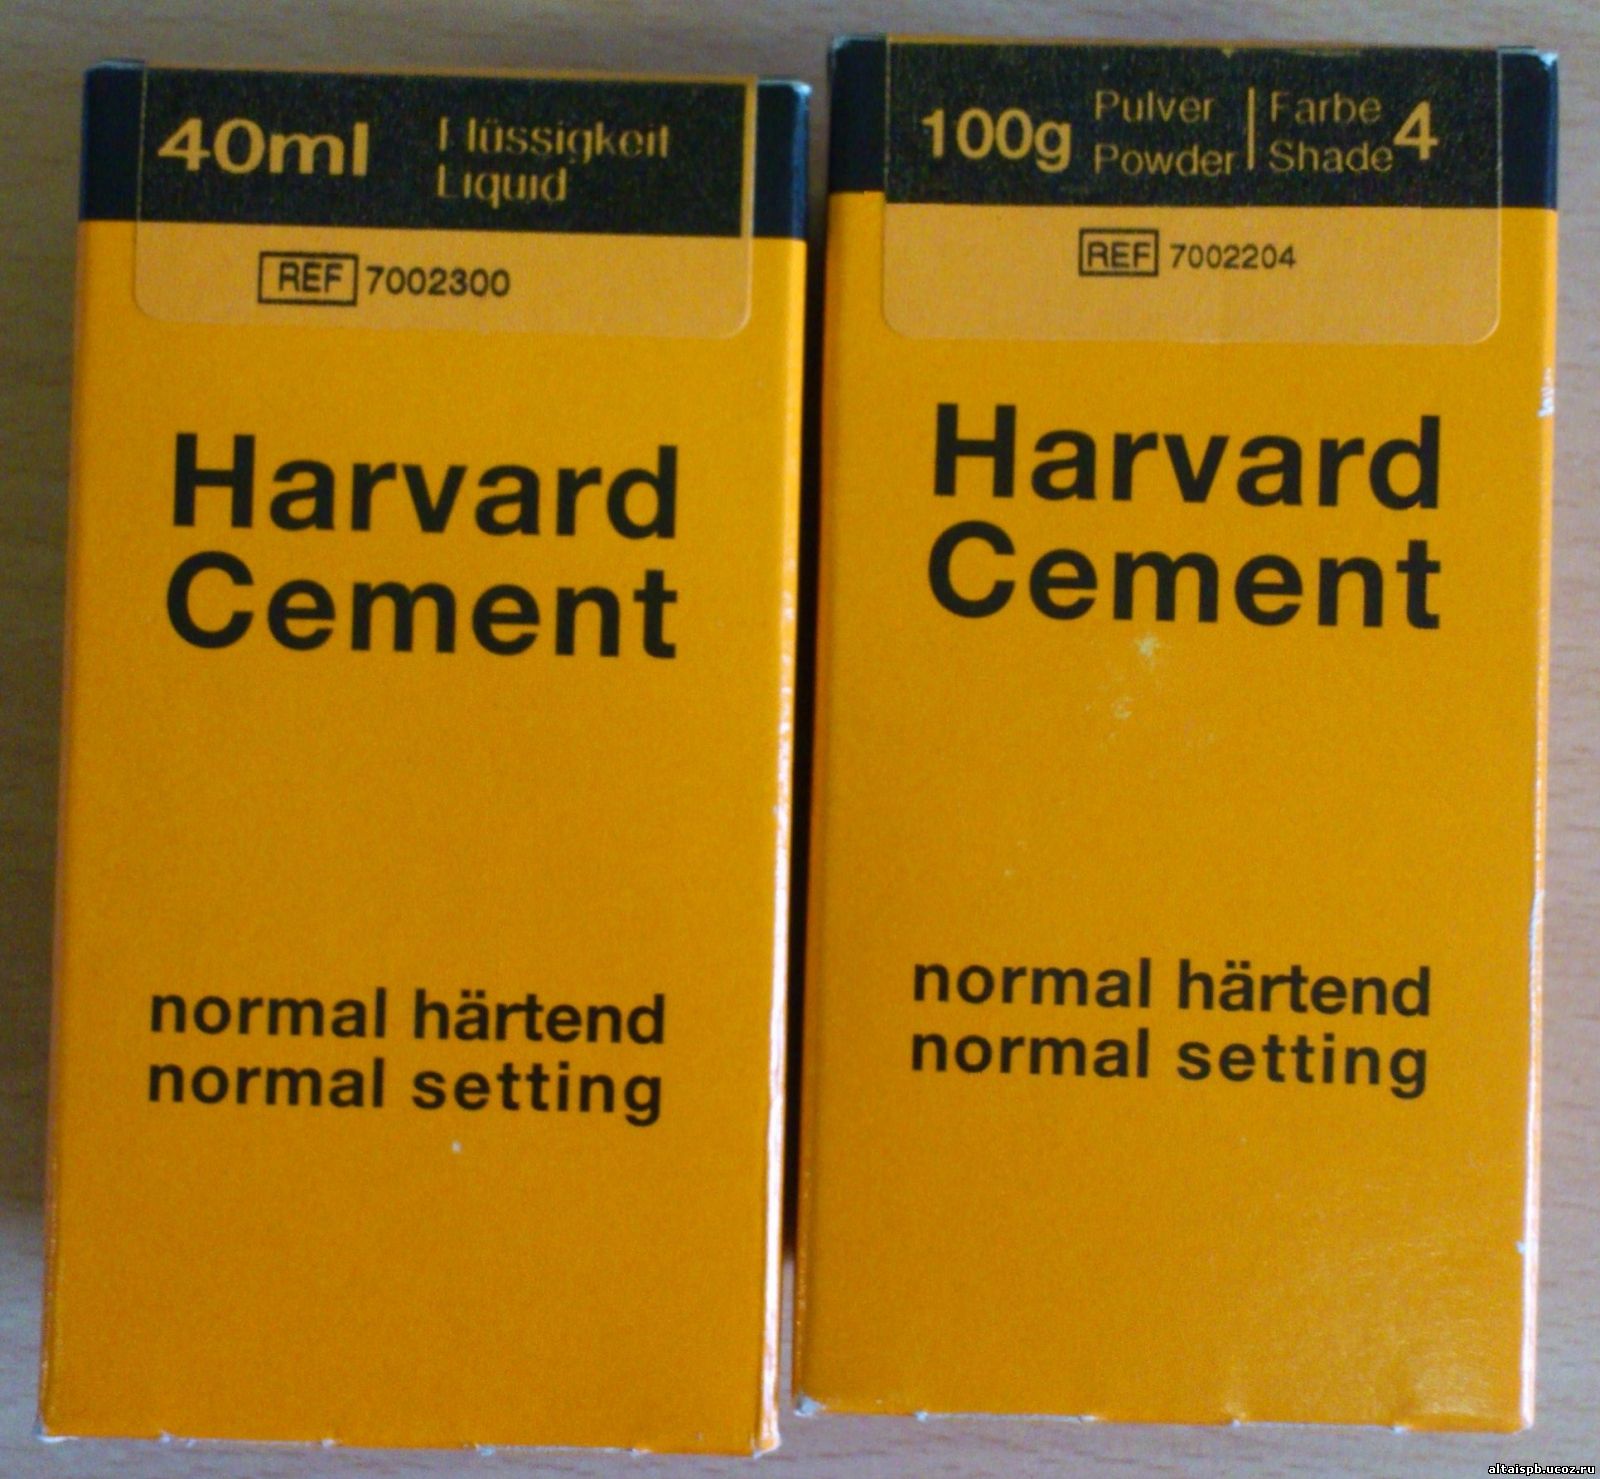 40ml Flüssigkeit
Liquid
REF 7002300
Harvard
Cement
normal härtend
normal setting
100g Pulver | Farbe 4
Powder | Shade
REF 7002204
Harvard
Cement
normal härtend
normal setting
altaispb.ucoz.ru